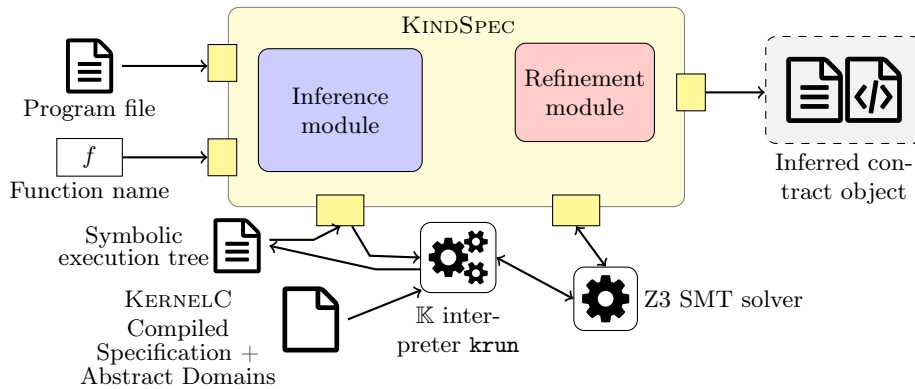 KINDSPEC
Program file
f
Function name
Inference
module
Refinement
module
Inferred con-
tract object
Symbolic
execution tree
KERNELC
Compiled
Specification +
Abstract Domains
𝕂 inter-
preter krun
Z3 SMT solver